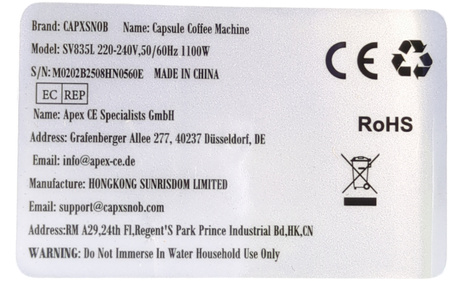 Brand: CAPXSNOB Name: Capsule Coffee Machine
Model: SV835L 220-240V,50/60Hz 1100W
S/N: M0202B2508HN0560E MADE IN CHINA
EC REP
Name: Apex CE Specialists GmbH
Address: Grafenberger Allee 277, 40237 Düsseldorf, DE
Email: info@apex-ce.de
Manufacture: HONGKONG SUNRISDOM LIMITED
Email: support@capxsnob.com
Address:RM A29,24th Fl,Regent'S Park Prince Industrial Bd,HK,CN
WARNING: Do Not Immerse In Water Household Use Only
CE
RoHS